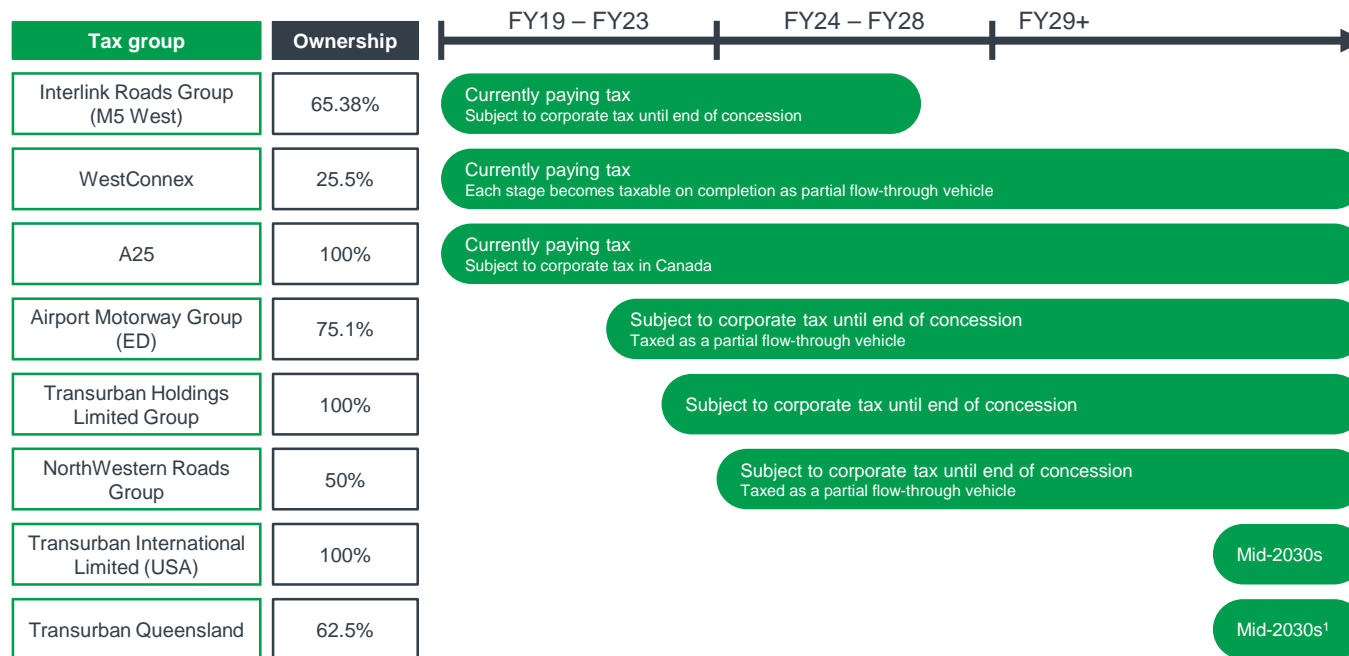 Tax group
Ownership
FY19 – FY23
FY24 – FY28
FY29+
Interlink Roads Group
(M5 West)
65.38%
Currently paying tax
Subject to corporate tax until end of concession
WestConnex
25.5%
Currently paying tax
Each stage becomes taxable on completion as partial flow-through vehicle
A25
100%
Currently paying tax
Subject to corporate tax in Canada
Airport Motorway Group
(ED)
75.1%
Subject to corporate tax until end of concession
Taxed as a partial flow-through vehicle
Transurban Holdings
Limited Group
100%
Subject to corporate tax until end of concession
NorthWestern Roads
Group
50%
Subject to corporate tax until end of concession
Taxed as a partial flow-through vehicle
Transurban International
Limited (USA)
100%
Mid-2030s
Transurban Queensland
62.5%
Mid-2030s¹